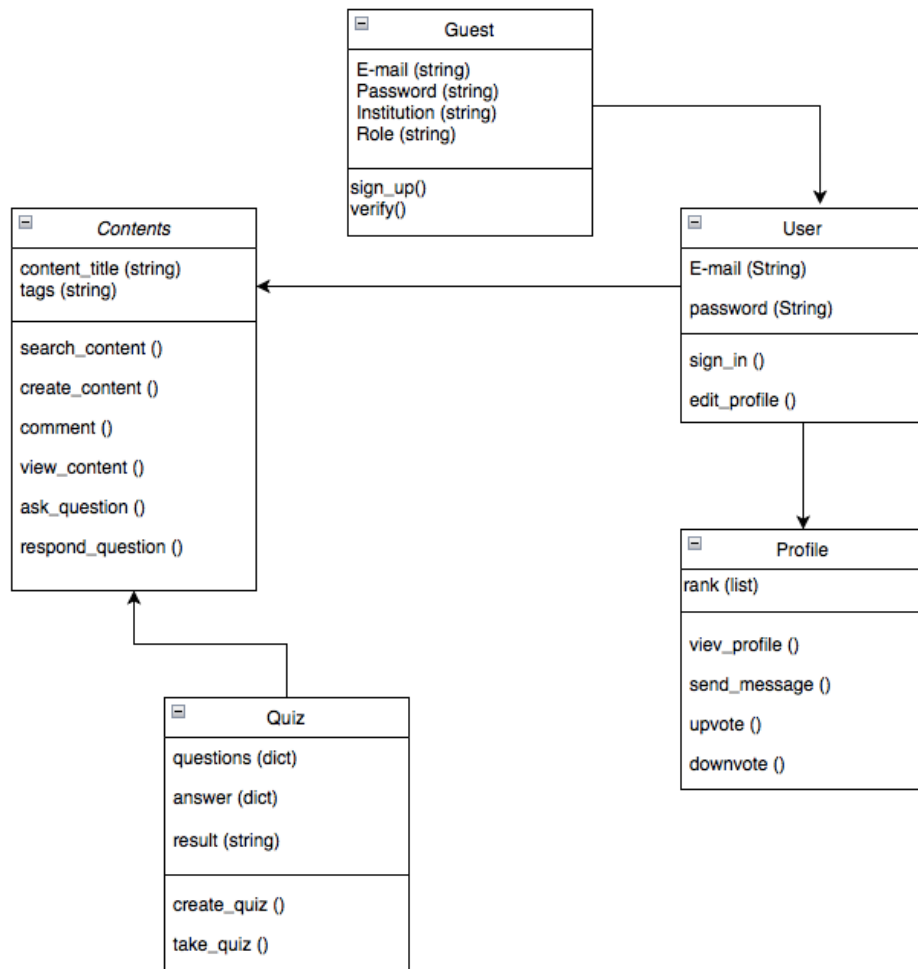 Guest
E-mail (string)
Password (string)
Institution (string)
Role (string)
sign_up()
verify()
Contents
content_title (string)
tags (string)
search_content ()
create_content ()
comment ()
view_content ()
ask_question ()
respond_question ()
User
E-mail (String)
password (String)
sign_in ()
edit_profile ()
Profile
rank (list)
viev_profile ()
send_message ()
upvote ()
downvote ()
Quiz
questions (dict)
answer (dict)
result (string)
create_quiz ()
take_quiz ()